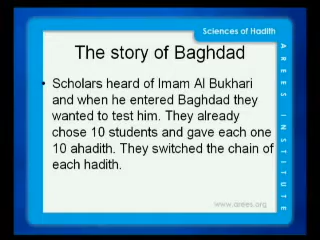 Sciences of Hadith
The story of Baghdad
• Scholars heard of Imam Al Bukhari
and when he entered Baghdad they
wanted to test him. They already
chose 10 students and gave each one
10 ahadith. They switched the chain of
each hadith.
AREES INSTITUTE
www.arees.org